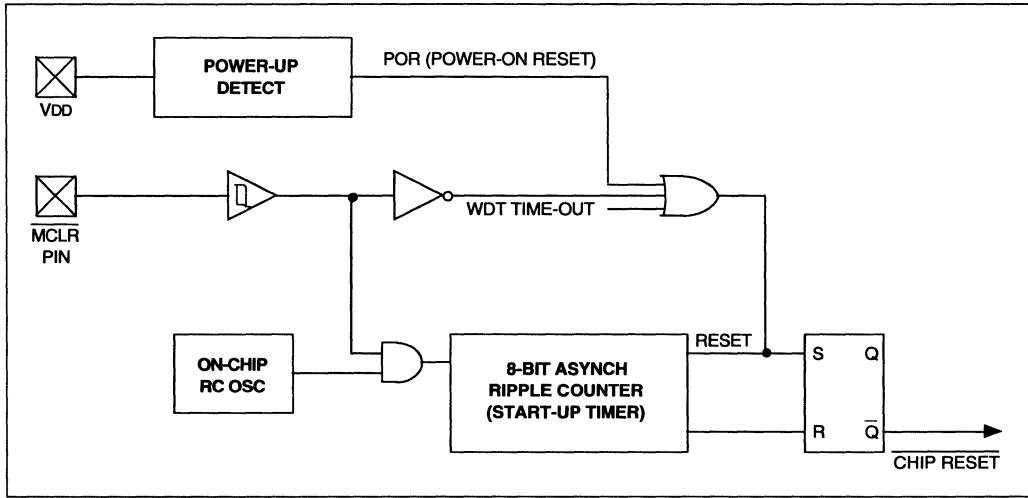 POWER-UP
DETECT
POR (POWER-ON RESET)
VDD
MCLR
PIN
WDT TIME-OUT
ON-CHIP
RC OSC
8-BIT ASYNCH
RIPPLE COUNTER
(START-UP TIMER)
RESET
S Q
R Q̅
CHIP RESET